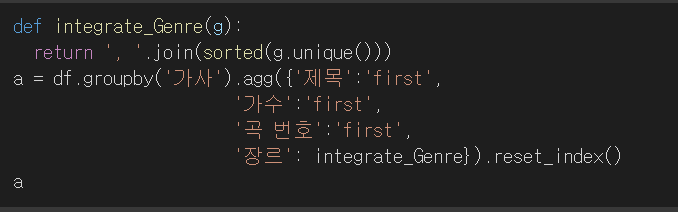 def integrate_Genre(g):
  return ', '.join(sorted(g.unique()))
a = df.groupby('가사').agg({'제목':'first',
                           '가수':'first',
                           '곡 번호':'first',
                           '장르': integrate_Genre}).reset_index()
a